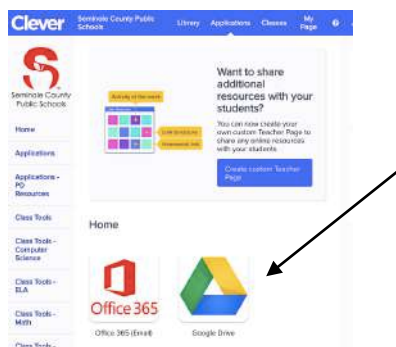 Clever
Seminole County Public
Schools
Library
Applications
Classes
My
Page
Seminole County
Public Schools
Home
Applications
Applications -
PD
Resources
Class Tools
Class Tools -
Computer
Science
Class Tools -
ELA
Class Tools -
Math
Class Tools -
Want to share
additional
resources with your
students?
You can now create your
own custom Teacher Page to
share any online resources
with your students
Create custom Teacher
Page
Home
Office 365
Office 365 (Email)
Google Drive